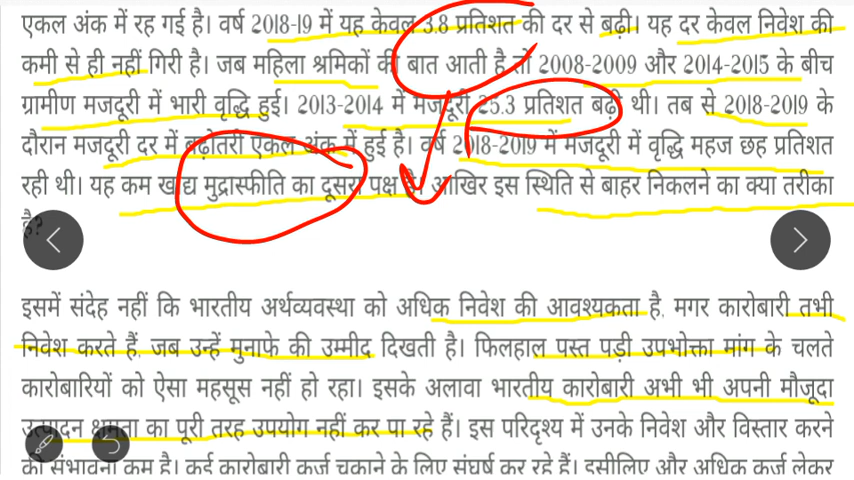 एकल अंक में रह गई है। वर्ष 2018-19 में यह केवल 3.8 प्रतिशत की दर से बढ़ी। यह दर केवल निवेश की
कमी से ही नहीं गिरी है। जब महिला श्रमिकों की बात आती है तो 2008-2009 और 2014-2015 के बीच
ग्रामीण मजदूरी में भारी वृद्धि हुई। 2013-2014 में मजदूरी 25.3 प्रतिशत बढ़ी थी। तब से 2018-2019 के
दौरान मजदूरी दर में बढ़ोतरी एकल अंक में हुई है। वर्ष 2018-2019 में मजदूरी में वृद्धि महज छह प्रतिशत
रही थी। यह कम खाद्य मुद्रास्फीति का दूसरा पक्ष है। आखिर इस स्थिति से बाहर निकलने का क्या तरीका
है?
इसमें संदेह नहीं कि भारतीय अर्थव्यवस्था को अधिक निवेश की आवश्यकता है, मगर कारोबारी तभी
निवेश करते हैं, जब उन्हें मुनाफे की उम्मीद दिखती है। फिलहाल पस्त पड़ी उपभोक्ता मांग के चलते
कारोबारियों को ऐसा महसूस नहीं हो रहा। इसके अलावा भारतीय कारोबारी अभी भी अपनी मौजूदा
उत्पादन क्षमता का पूरी तरह उपयोग नहीं कर पा रहे हैं। इस परिदृश्य में उनके निवेश और विस्तार करने
की संभावना कम है। कई कारोबारी कर्ज चुकाने के लिए संघर्ष कर रहे हैं। इसीलिए और अधिक कर्ज लेकर